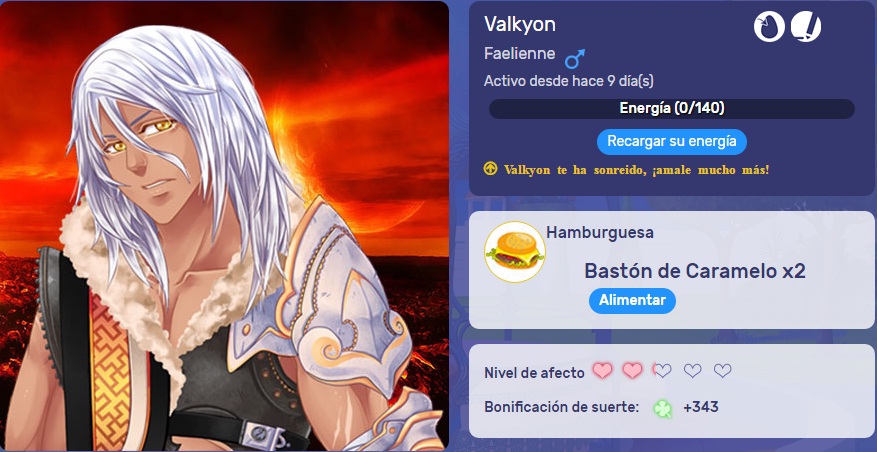 Valkyon
Faelienne
Activo desde hace 9 día(s)
Energía (0/140)
Recargar su energía
Valkyon te ha sonreido, ¡amale mucho más!
Hamburguesa
Bastón de Caramelo x2
Alimentar
Nivel de afecto
Bonificación de suerte: +343